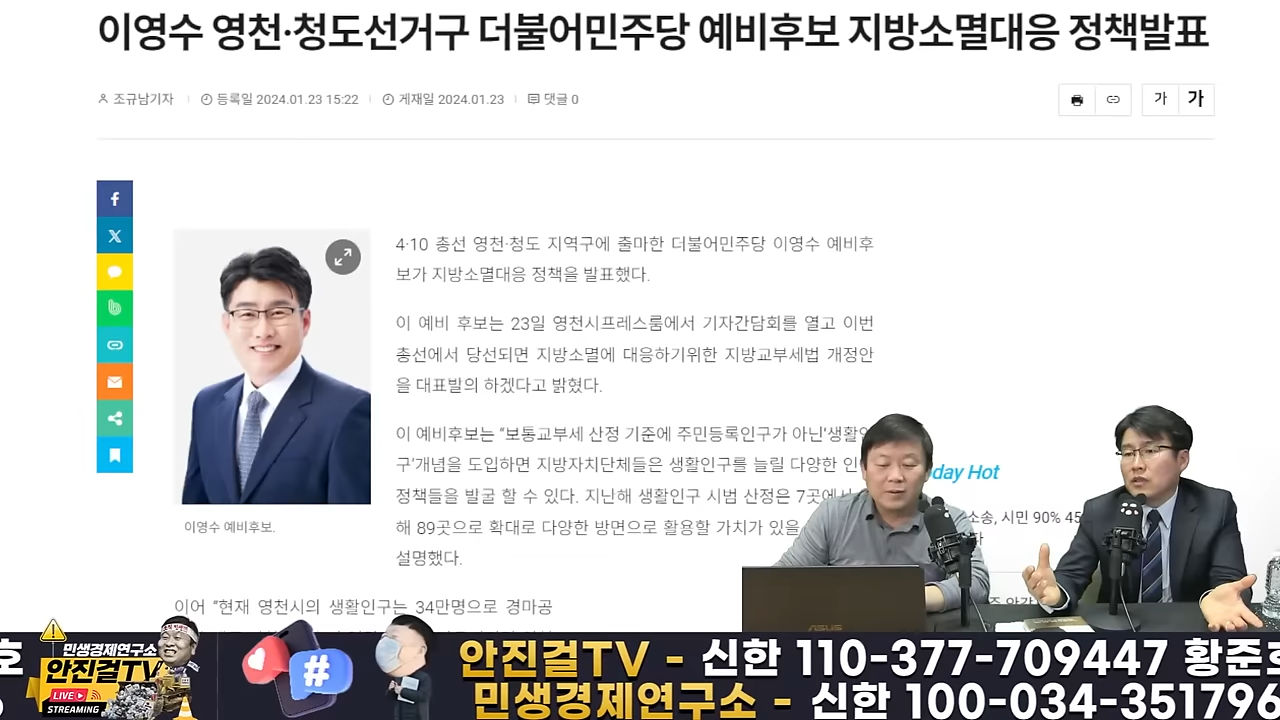 이영수 영천·청도선거구 더불어민주당 예비후보 지방소멸대응 정책발표
조규남기자 등록일 2024.01.23 15:22 게재일 2024.01.23 댓글 0
가 가
4·10 총선 영천·청도 지역구에 출마한 더불어민주당 이영수 예비후
보가 지방소멸대응 정책을 발표했다.
이 예비 후보는 23일 영천시프레스룸에서 기자간담회를 열고 이번
총선에서 당선되면 지방소멸에 대응하기위한 지방교부세법 개정안
을 대표발의 하겠다고 밝혔다.
이 예비후보는 “보통교부세 산정 기준에 주민등록인구가 아닌'생활인
구'개념을 도입하면 지방자치단체들은 생활인구를 늘릴 다양한 인
정책들을 발굴 할 수 있다. 지난해 생활인구 시범 산정은 7곳에서
해 89곳으로 확대로 다양한 방면으로 활용할 가치가 있을
설명했다.
이영수 예비후보.
이어 “현재 영천시의 생활인구는 34만명으로 경마공
day Hot
소송, 시민 90% 45
민생경제연구소
안진걸TV
LIVE
STREAMING
#
안진걸TV - 신한 110-377-709447 황준호
민생경제연구소 - 신한 100-034-351796
ASUS